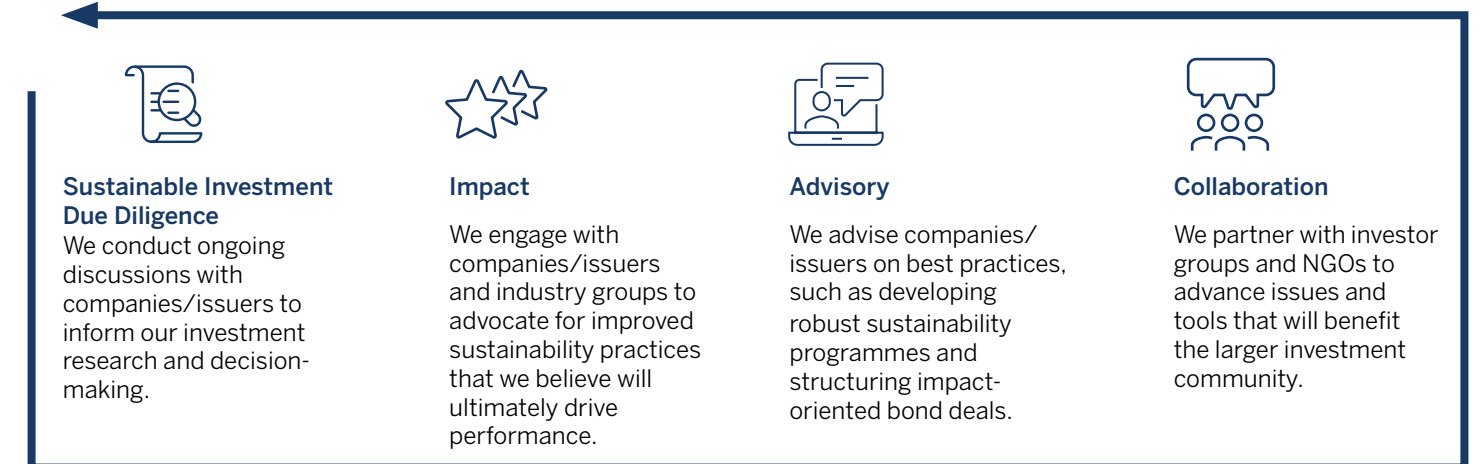 Sustainable Investment
Due Diligence
We conduct ongoing
discussions with
companies/issuers to
inform our investment
research and decision-
making.
Impact
We engage with
companies/issuers
and industry groups to
advocate for improved
sustainability practices
that we believe will
ultimately drive
performance.
Advisory
We advise companies/
issuers on best practices,
such as developing
robust sustainability
programmes and
structuring impact-
oriented bond deals.
Collaboration
We partner with investor
groups and NGOs to
advance issues and
tools that will benefit
the larger investment
community.